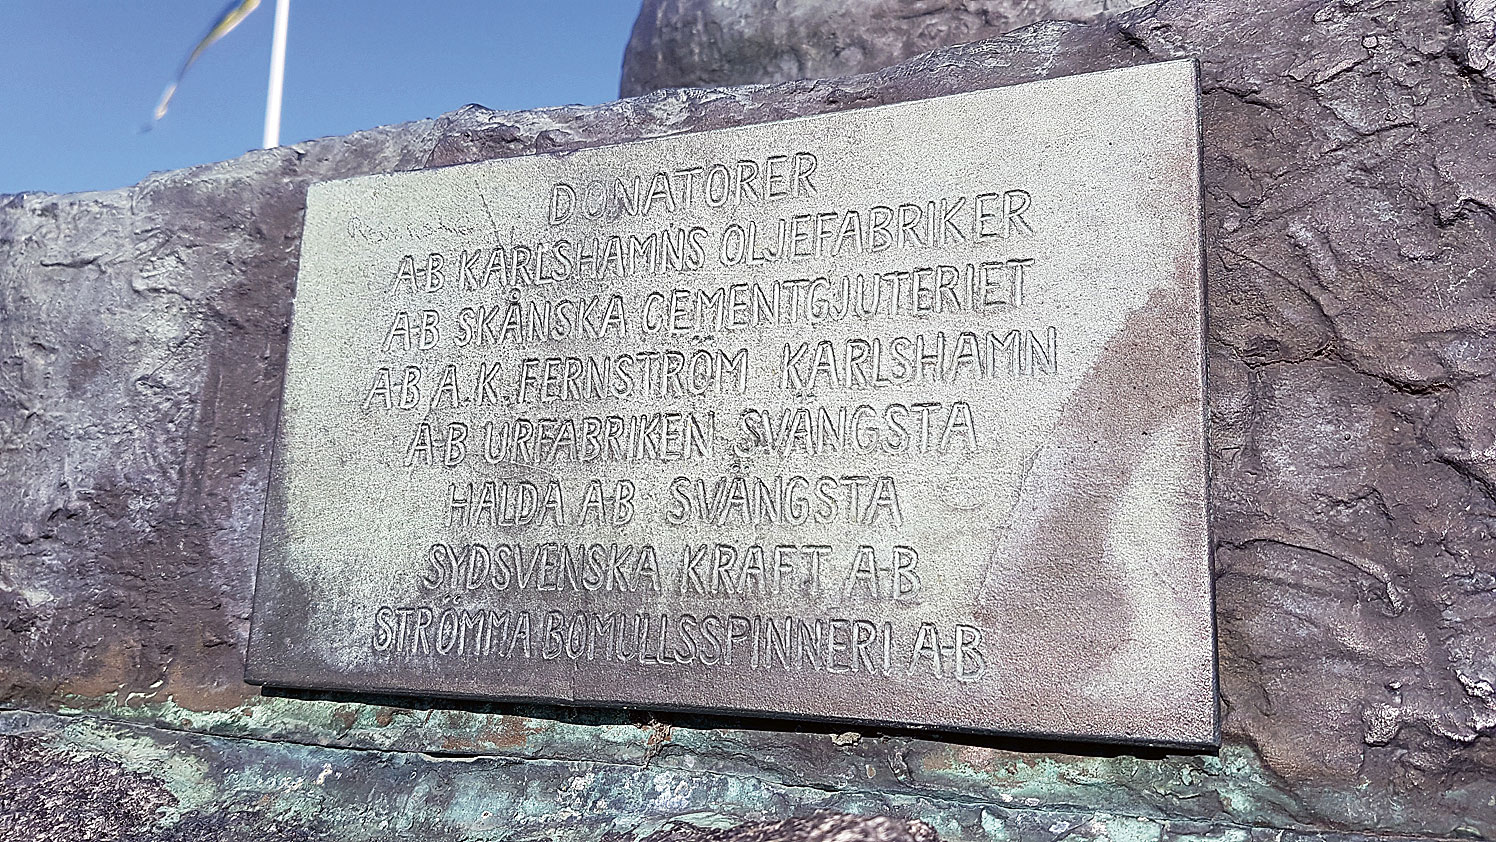 DONATORER
A-B KARLSHAMNS OLJEFABRIKER
A-B SKÅNSKA CEMENTGJUTERIET
A-B A.K. FERNSTRÖM KARLSHAMN
A-B URFABRIKEN SVÄNGSTA
HALDA A-B SVÄNGSTA
SYDSVENSKA KRAFT A-B
STRÖMMA BOMULLSSPINNERI A-B